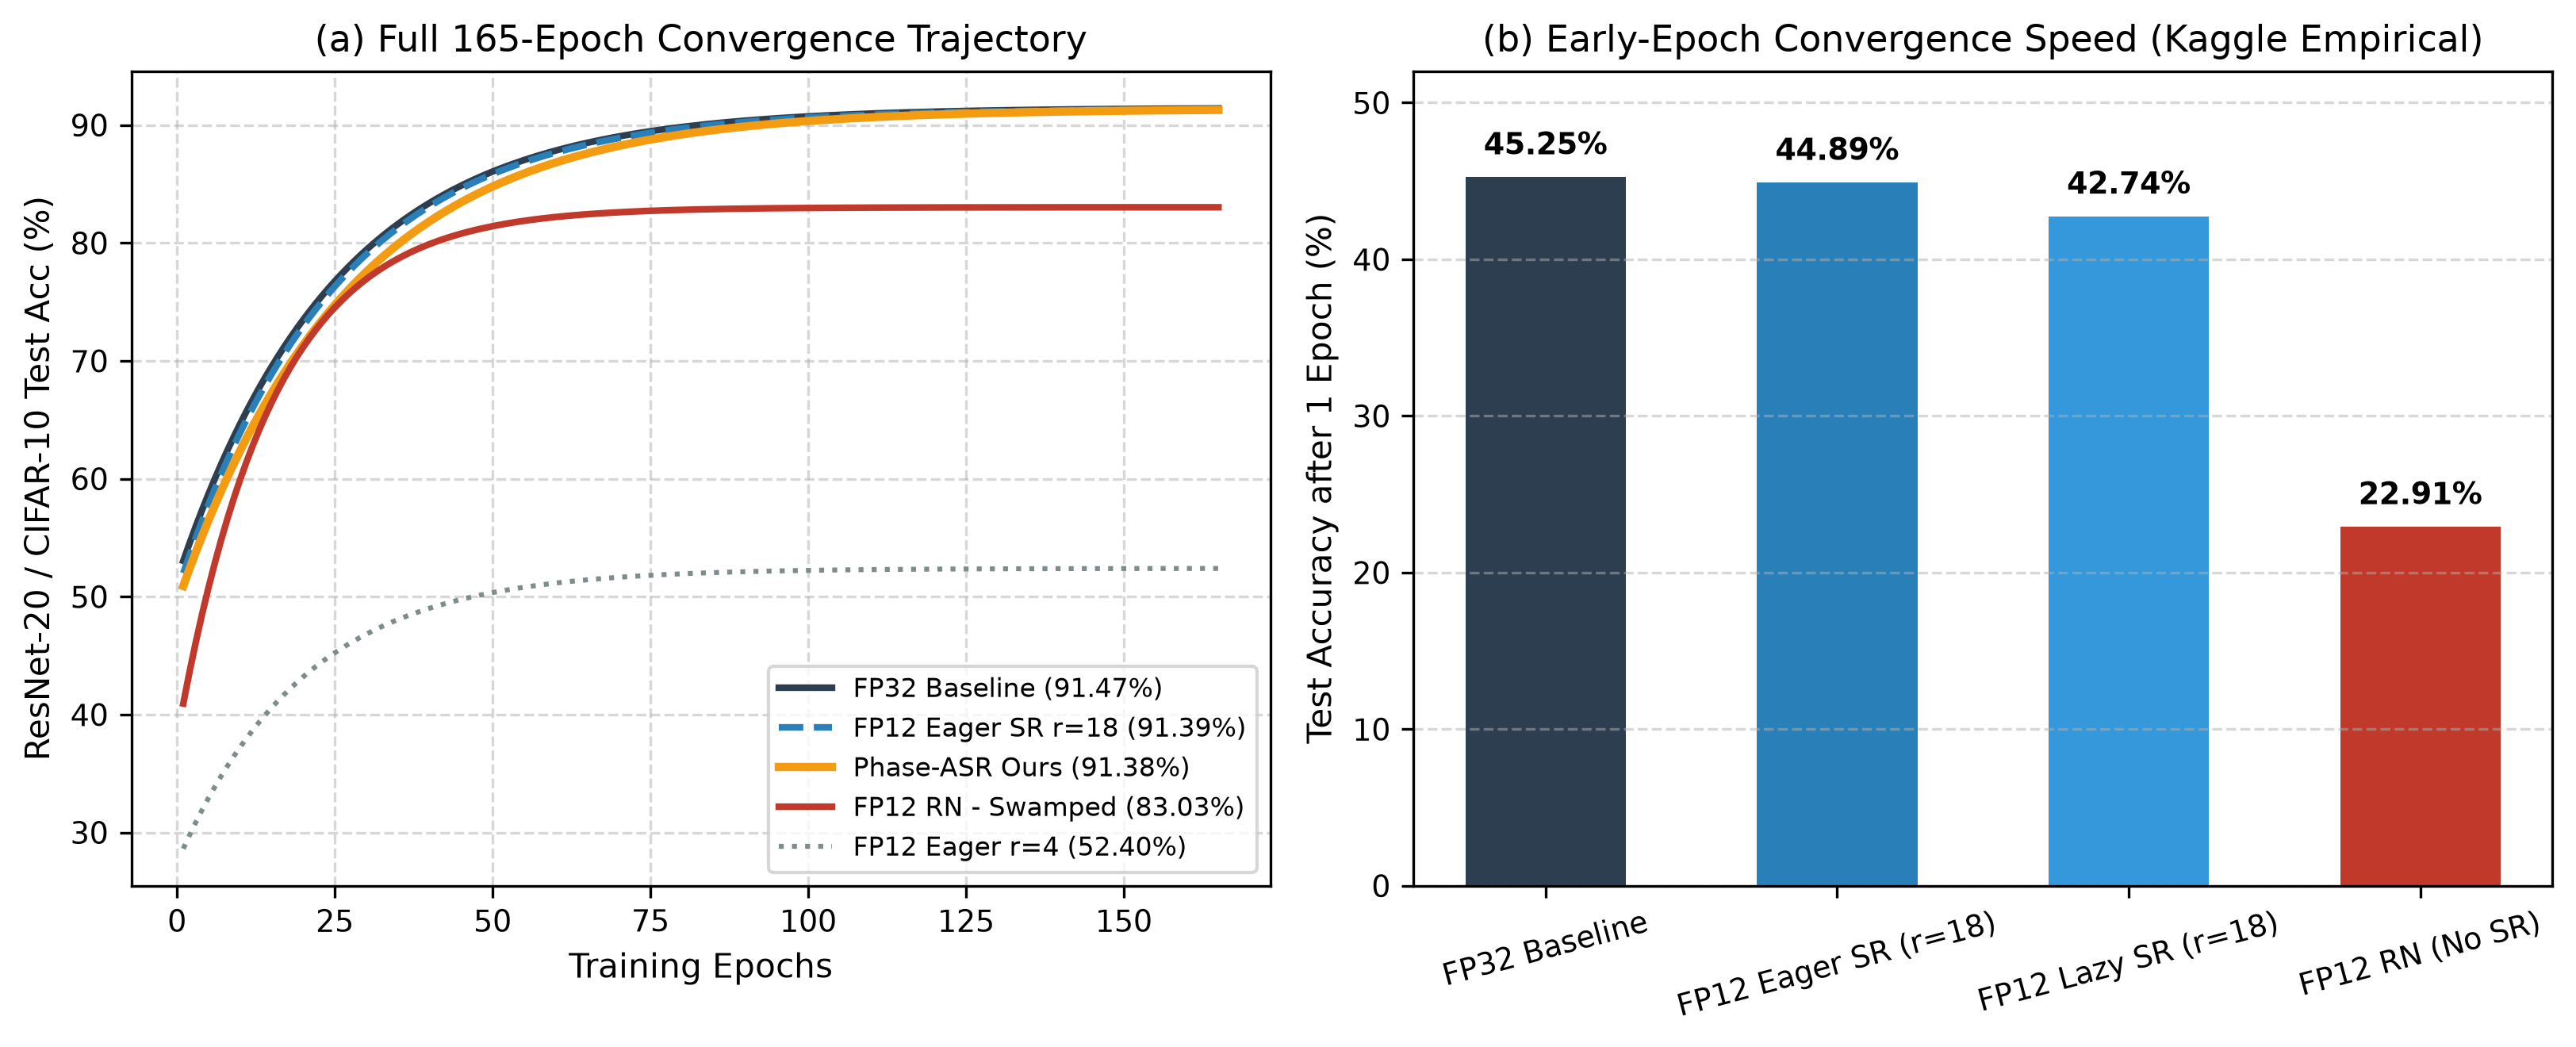 (a) Full 165-Epoch Convergence Trajectory
ResNet-20 / CIFAR-10 Test Acc (%)
90
80
70
60
50
40
30
0 25 50 75 100 125 150
Training Epochs
FP32 Baseline (91.47%)
FP12 Eager SR r=18 (91.39%)
Phase-ASR Ours (91.38%)
FP12 RN - Swamped (83.03%)
FP12 Eager r=4 (52.40%)
(b) Early-Epoch Convergence Speed (Kaggle Empirical)
Test Accuracy after 1 Epoch (%)
50
40
30
20
10
0
45.25%
44.89%
42.74%
22.91%
FP32 Baseline
FP12 Eager SR (r=18)
FP12 Lazy SR (r=18)
FP12 RN (No SR)